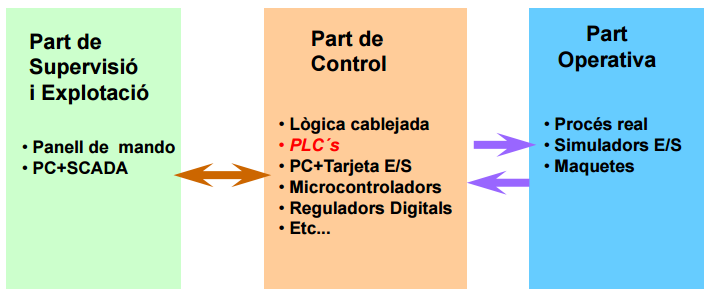 Part de
Supervisió
i Explotació
• Panell de mando
• PC+SCADA
Part de
Control
• Lògica cablejada
• PLC´s
• PC+Tarjeta E/S
• Microcontroladors
• Reguladors Digitals
• Etc...
Part
Operativa
• Procés real
• Simuladors E/S
• Maquetes